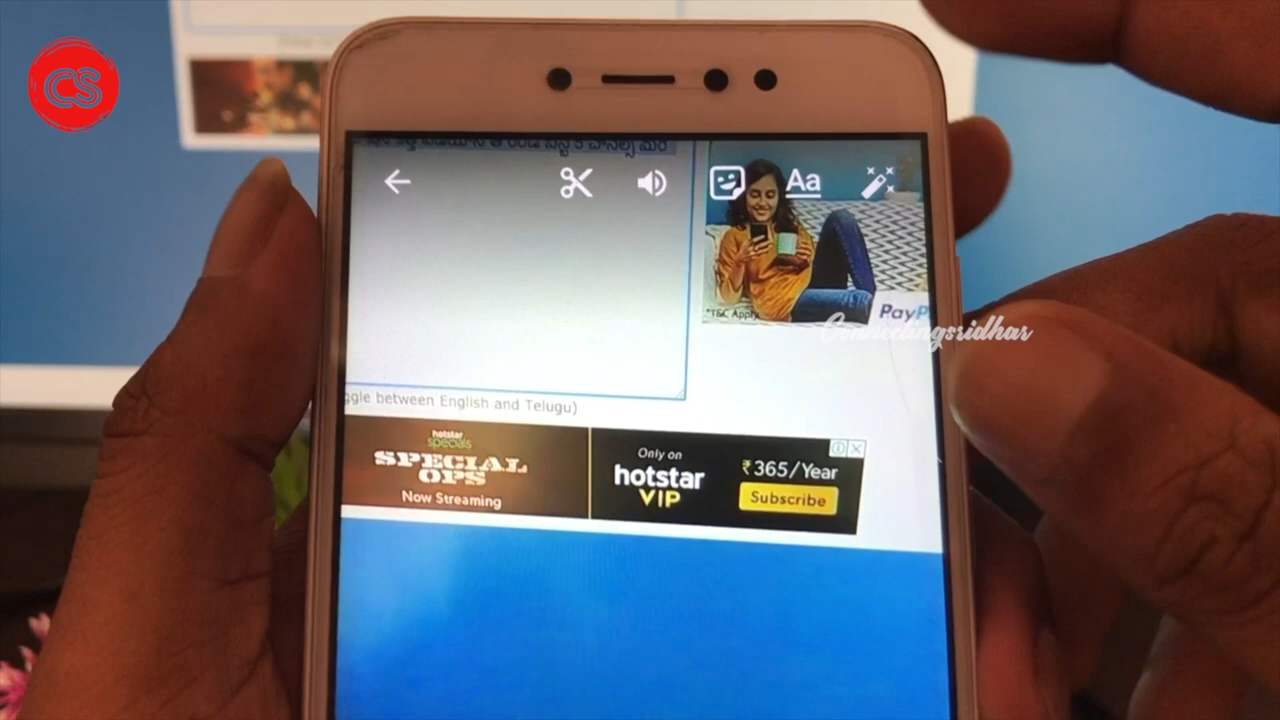 CS
Aa
*T&C Apply.
PayP
Connectingsridhar
ggle between English and Telugu)
hotstar
specials
SPECIAL
OPS
Now Streaming
Only on
hotstar
VIP
₹365/Year
Subscribe